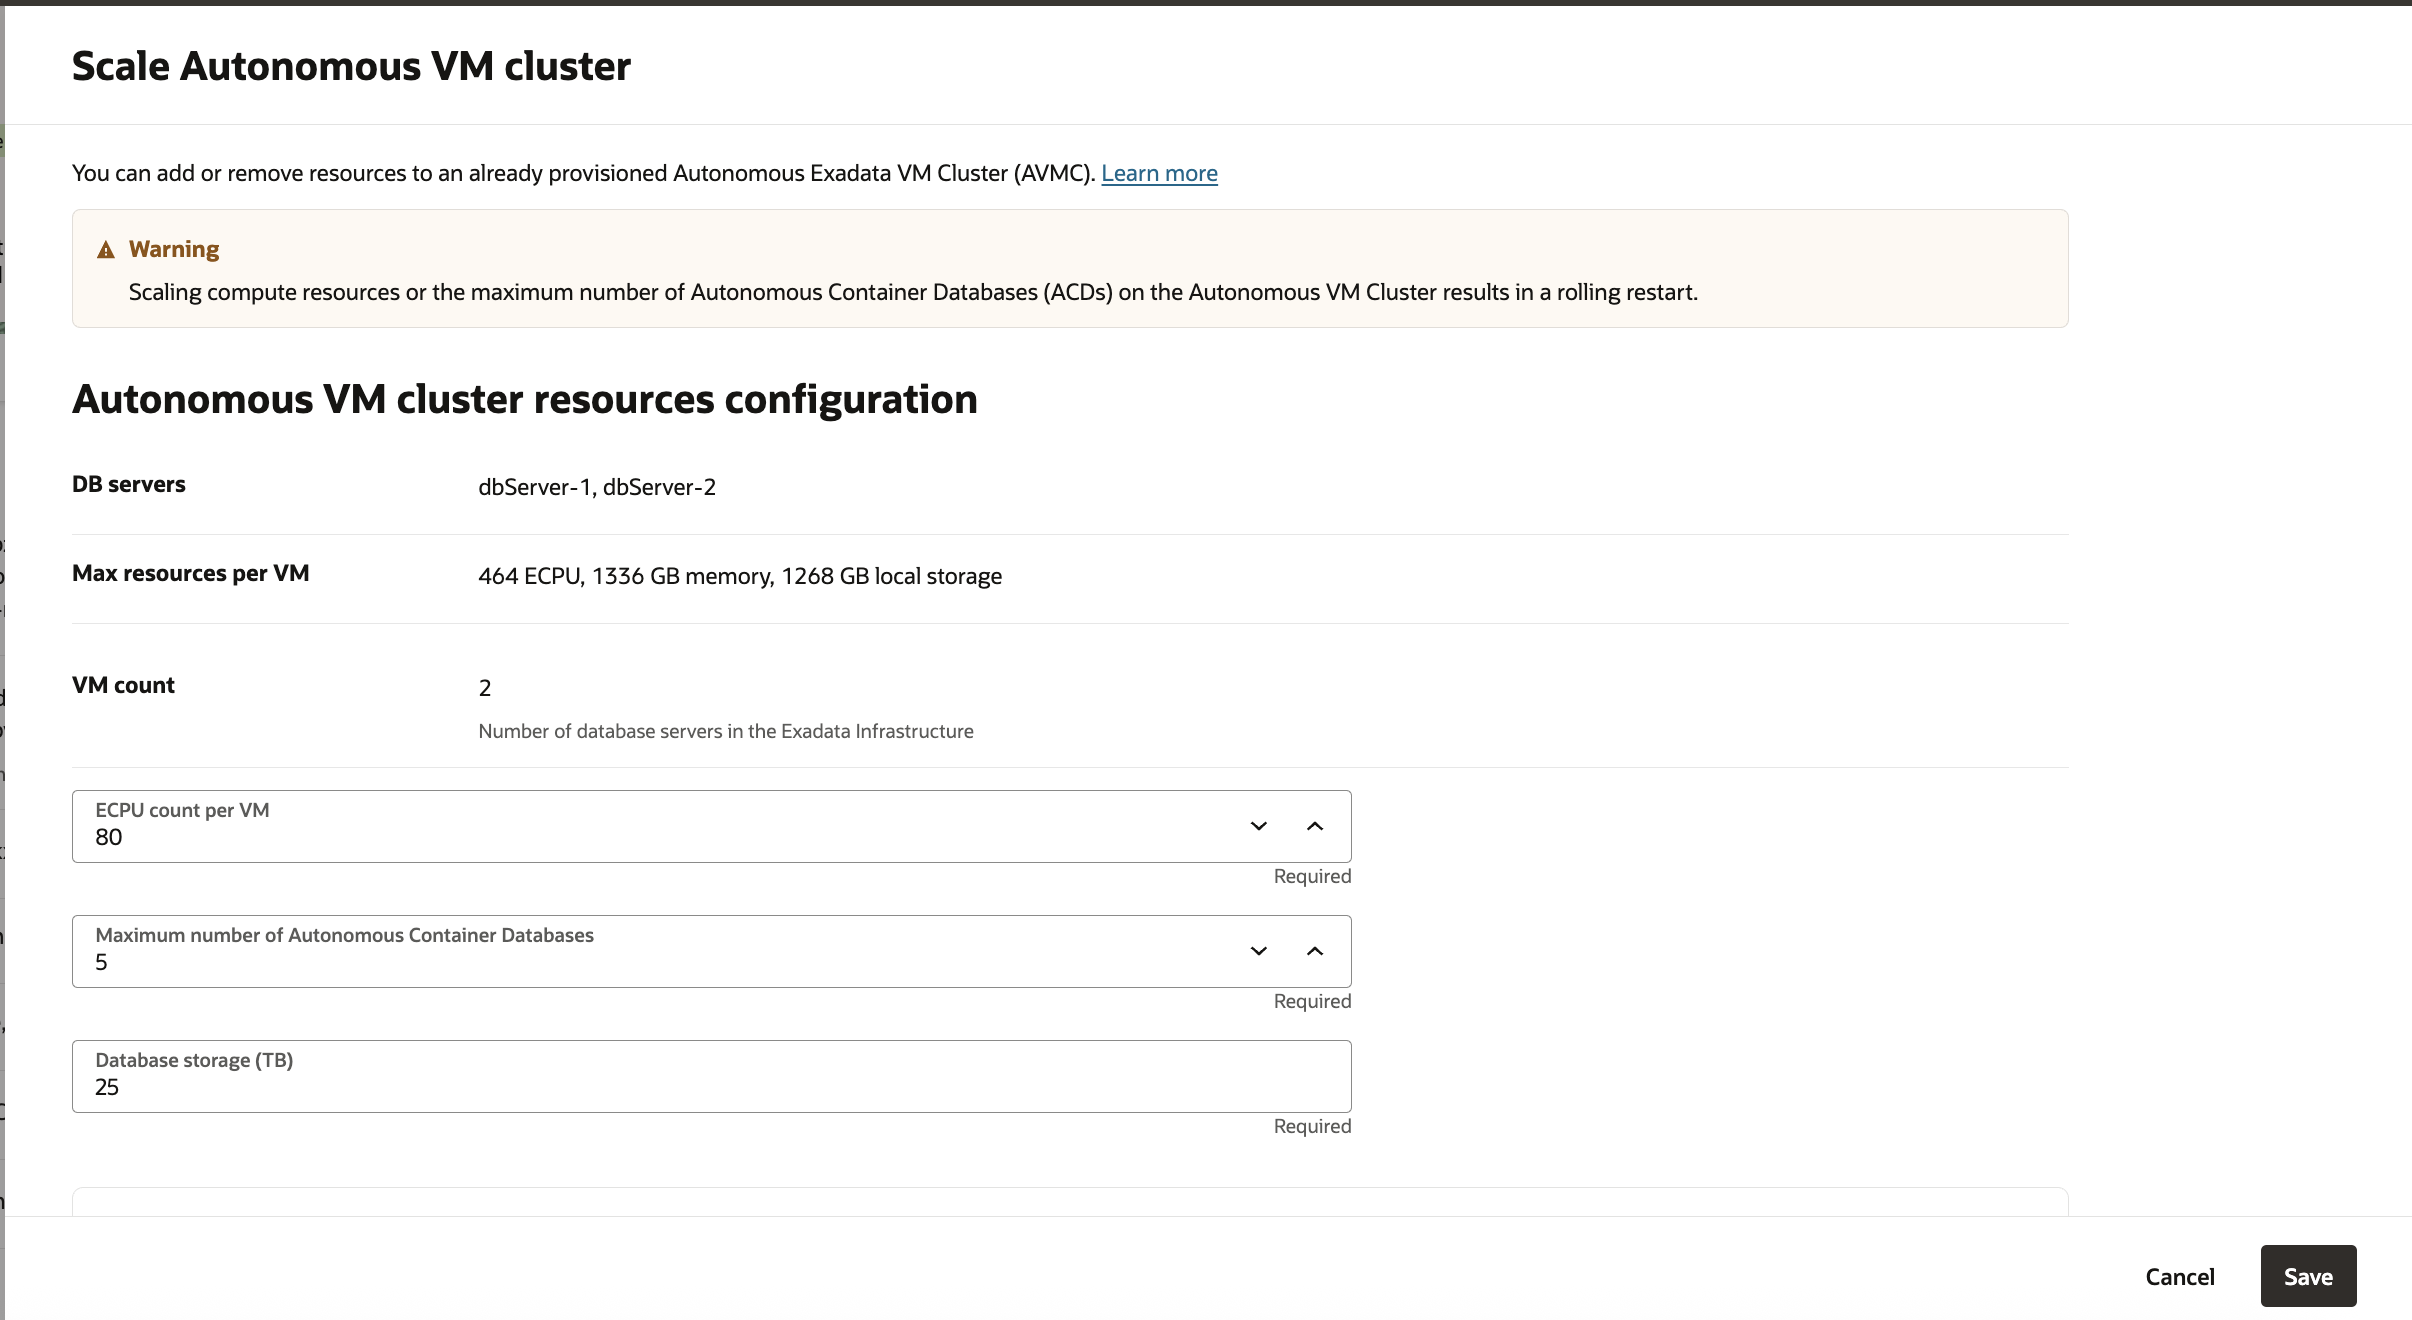 Scale Autonomous VM cluster
You can add or remove resources to an already provisioned Autonomous Exadata VM Cluster (AVMC). Learn more
Warning
Scaling compute resources or the maximum number of Autonomous Container Databases (ACDs) on the Autonomous VM Cluster results in a rolling restart.
Autonomous VM cluster resources configuration
DB servers
dbServer-1, dbServer-2
Max resources per VM
464 ECPU, 1336 GB memory, 1268 GB local storage
VM count
2
Number of database servers in the Exadata Infrastructure
ECPU count per VM
80
Required
Maximum number of Autonomous Container Databases
5
Required
Database storage (TB)
25
Required
Cancel
Save